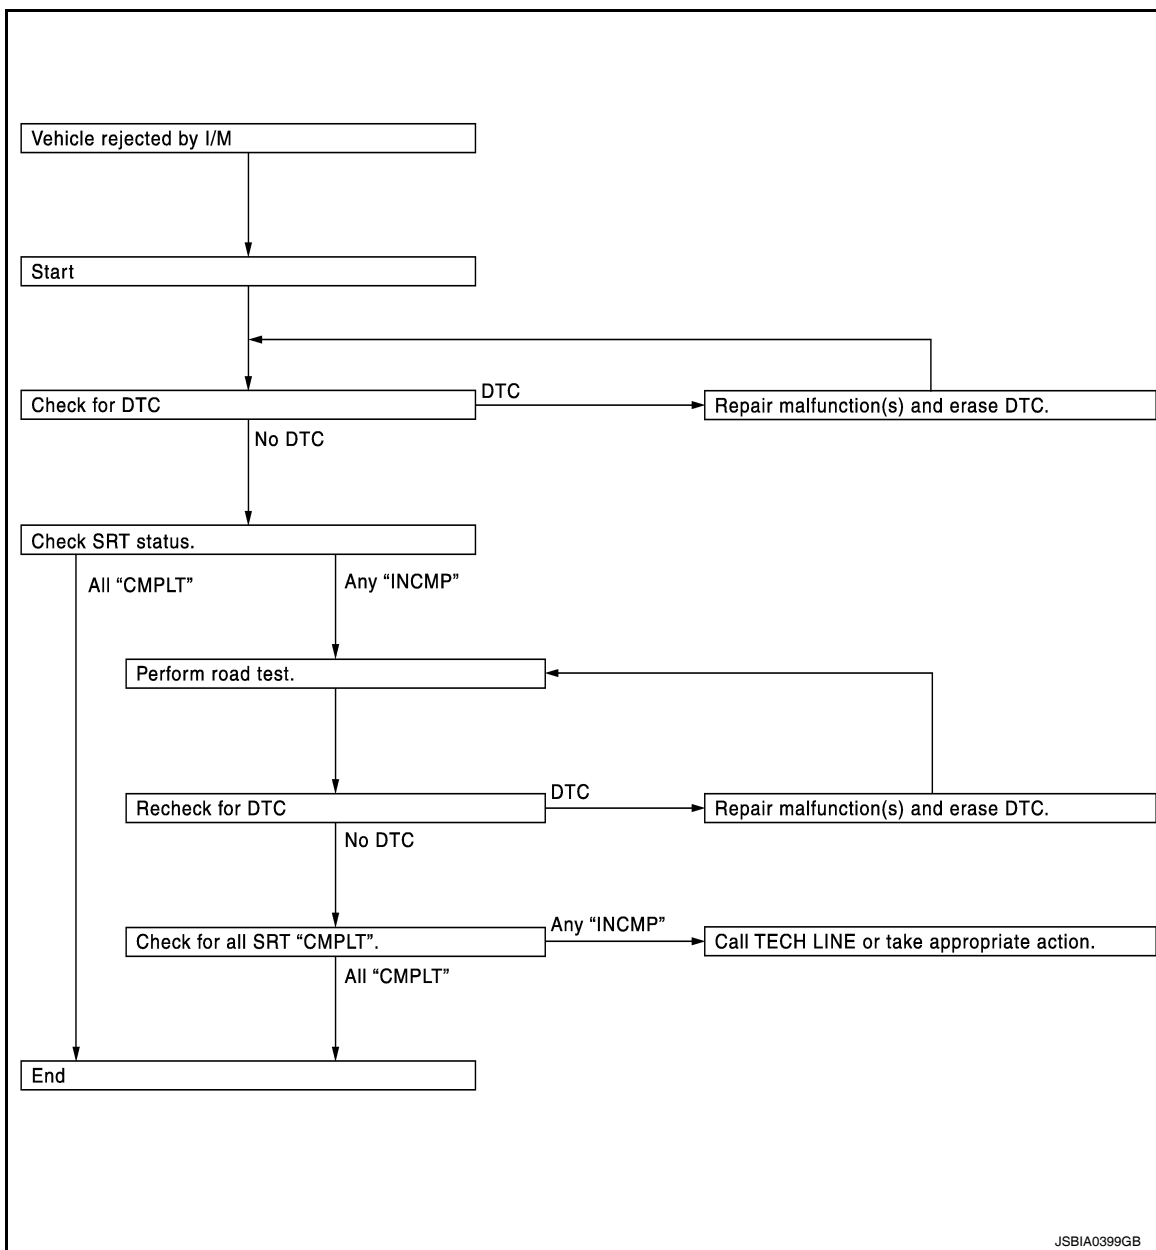 Vehicle rejected by I/M
Start
Check for DTC
DTC
Repair malfunction(s) and erase DTC.
No DTC
Check SRT status.
All “CMPLT”
Any “INCMP”
Perform road test.
Recheck for DTC
DTC
Repair malfunction(s) and erase DTC.
No DTC
Check for all SRT “CMPLT”.
Any “INCMP”
Call TECH LINE or take appropriate action.
All “CMPLT”
End
JSBIA0399GB